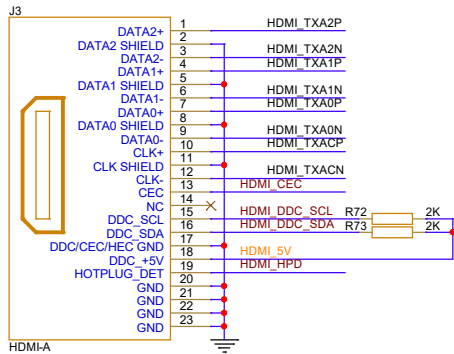 J3
DATA2+ 1 HDMI_TXA2P
DATA2 SHIELD 2
DATA2- 3 HDMI_TXA2N
DATA1+ 4 HDMI_TXA1P
DATA1 SHIELD 5
DATA1- 6 HDMI_TXA1N
DATA0+ 7 HDMI_TXA0P
DATA0 SHIELD 8
DATA0- 9 HDMI_TXA0N
CLK+ 10 HDMI_TXACP
CLK SHIELD 11
CLK- 12 HDMI_TXACN
CEC 13 HDMI_CEC
NC 14
DDC_SCL 15 HDMI_DDC_SCL R72 2K
DDC_SDA 16 HDMI_DDC_SDA R73 2K
DDC/CEC/HEC GND 17
DDC_+5V 18 HDMI_5V
HOTPLUG_DET 19 HDMI_HPD
GND 20
GND 21
GND 22
GND 23
HDMI-A